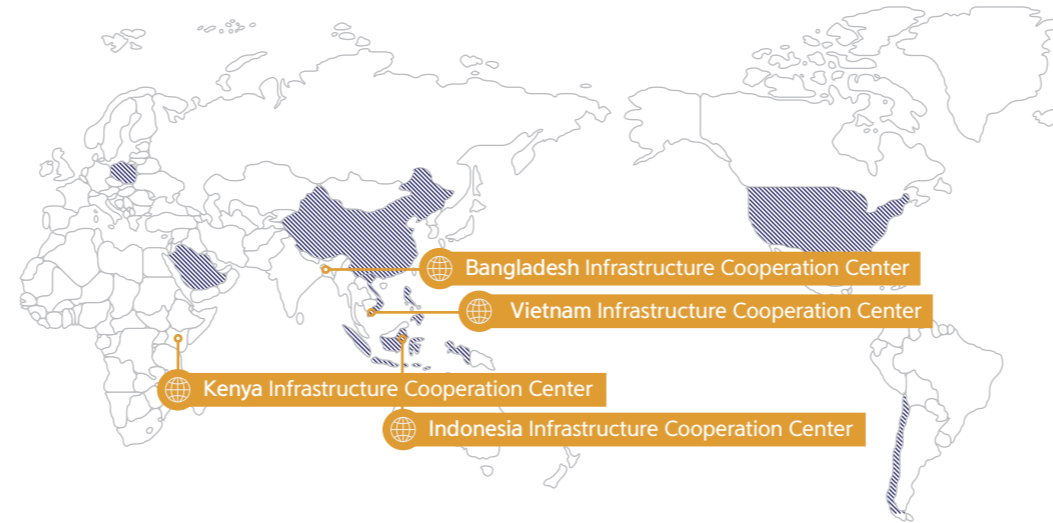 Bangladesh Infrastructure Cooperation Center
Vietnam Infrastructure Cooperation Center
Kenya Infrastructure Cooperation Center
Indonesia Infrastructure Cooperation Center